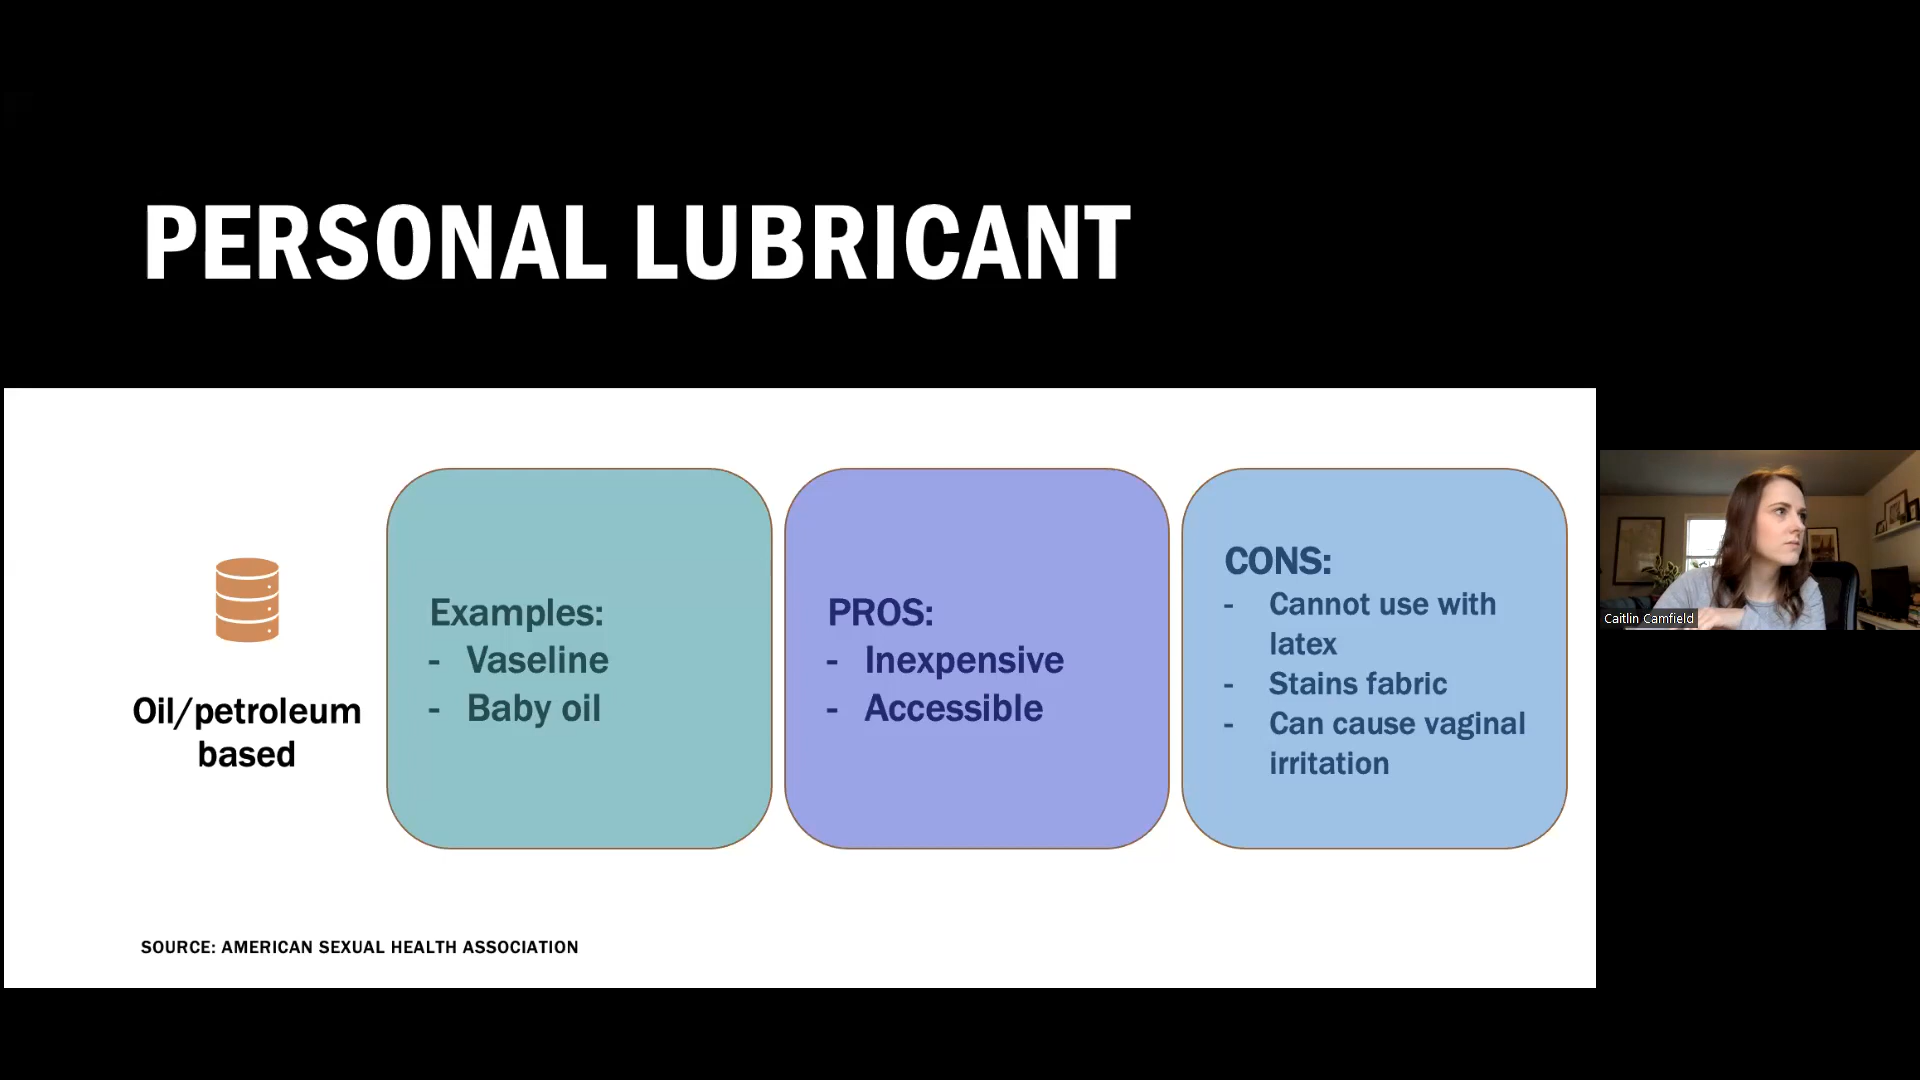 PERSONAL LUBRICANT
Oil/petroleum
based
Examples:
- Vaseline
- Baby oil
PROS:
- Inexpensive
- Accessible
CONS:
- Cannot use with
latex
- Stains fabric
- Can cause vaginal
irritation
SOURCE: AMERICAN SEXUAL HEALTH ASSOCIATION
Caitlin Camfield